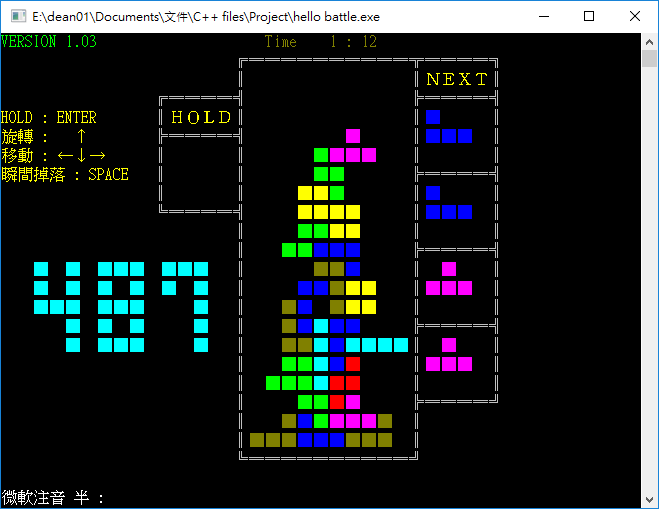 E:\dean01\Documents\文件\C++ files\Project\hello battle.exe
VERSION 1.03
Time 1 : 12
ＮＥＸＴ
HOLD : ENTER
ＨＯＬＤ
旋轉 : ↑
移動 : ←↓→
瞬間掉落 : SPACE
487
微軟注音 半 :